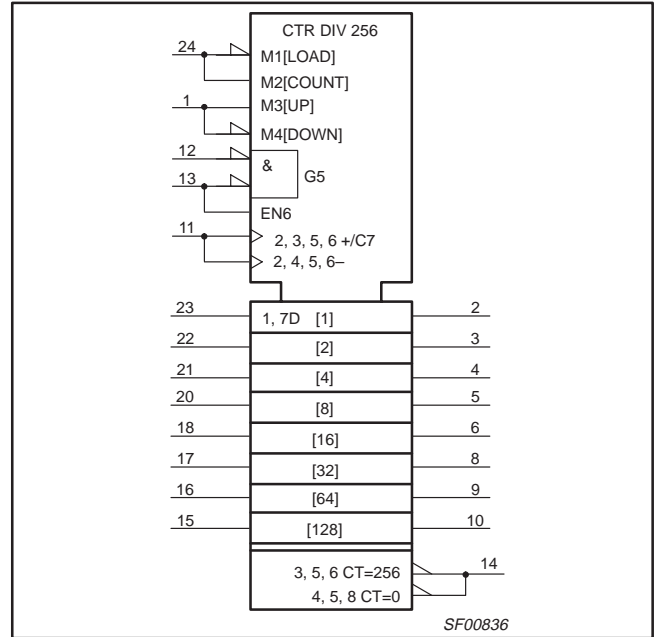 CTR DIV 256
24
M1[LOAD]
M2[COUNT]
1
M3[UP]
M4[DOWN]
12
&
G5
13
EN6
11
2, 3, 5, 6 +/C7
2, 4, 5, 6–
23
1, 7D [1]
2
22
[2]
3
21
[4]
4
20
[8]
5
18
[16]
6
17
[32]
8
16
[64]
9
15
[128]
10
3, 5, 6 CT=256
14
4, 5, 8 CT=0
SF00836